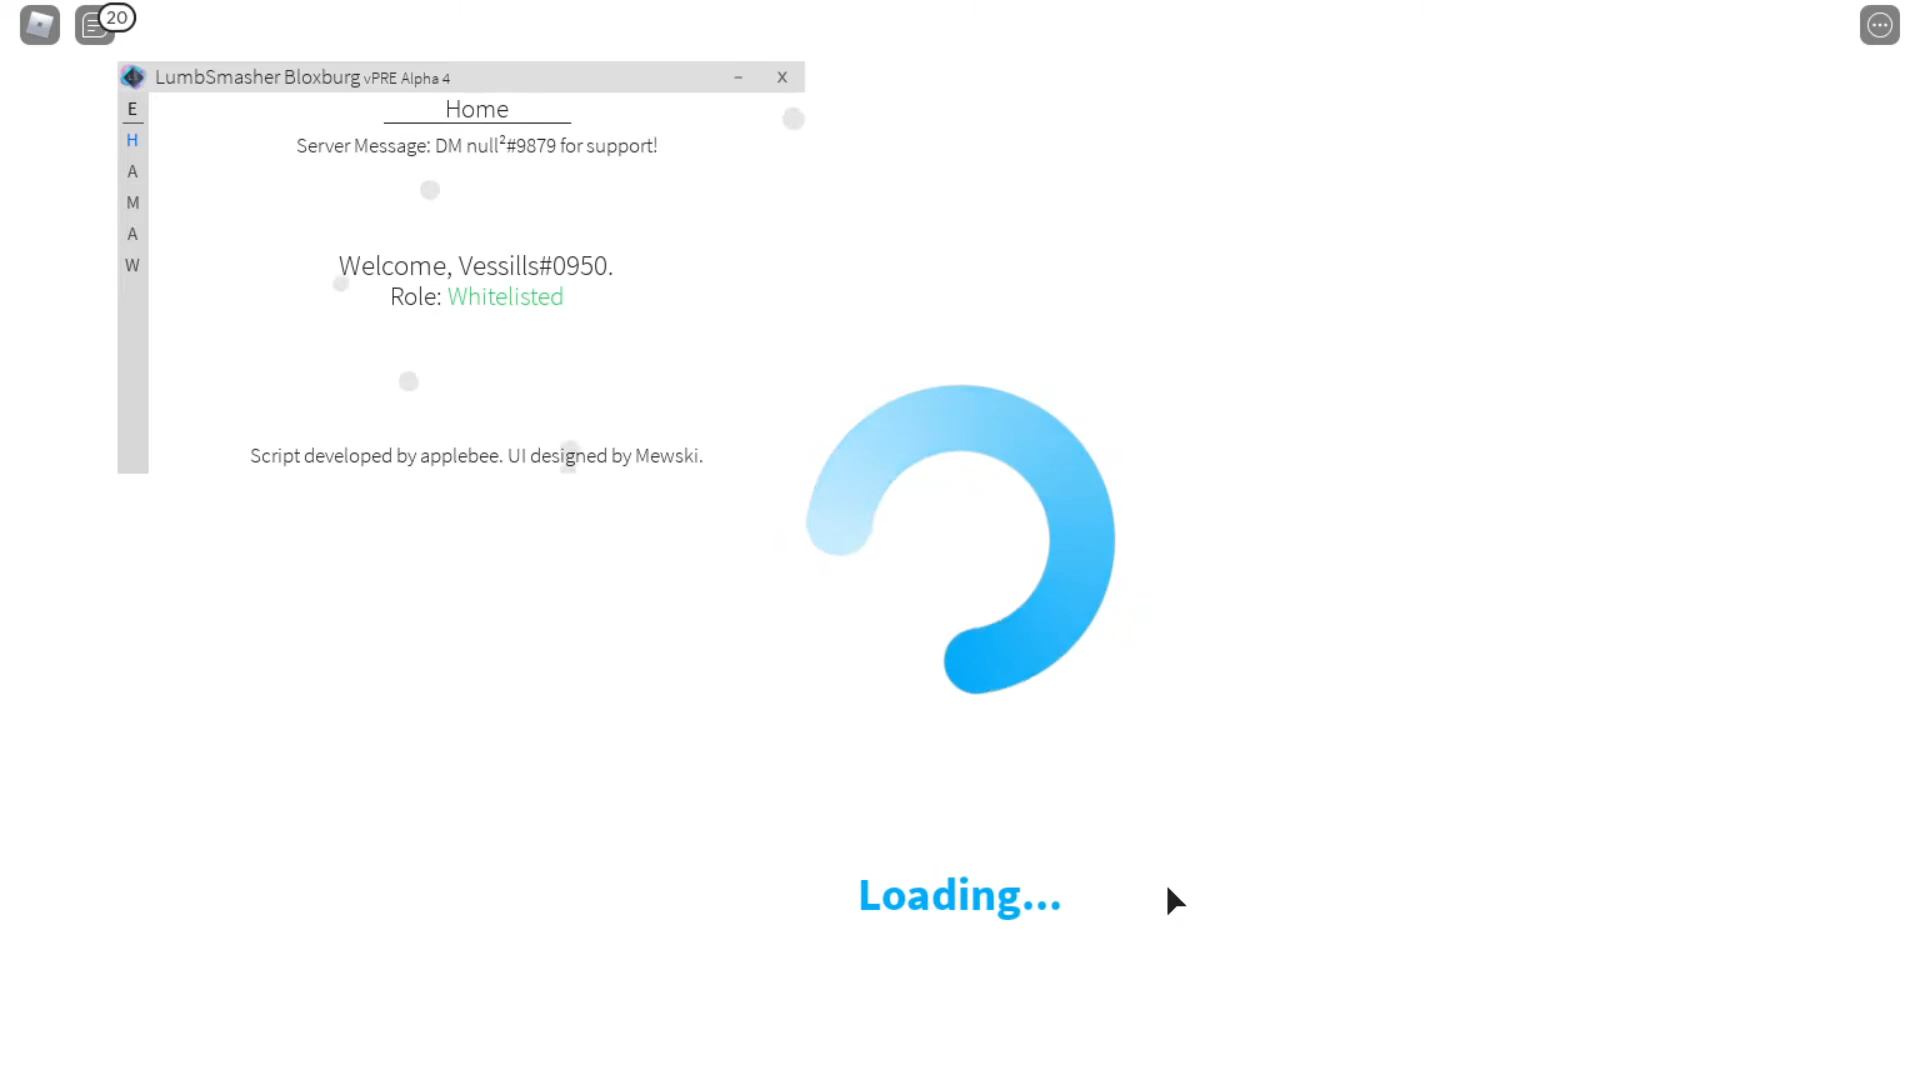 20
LumbSmasher Bloxburg vPRE Alpha 4
–
X
E
H
A
M
A
W
Home
Server Message: DM null²#9879 for support!
Welcome, Vessills#0950.
Role: Whitelisted
Script developed by applebee. UI designed by Mewski.
Loading...